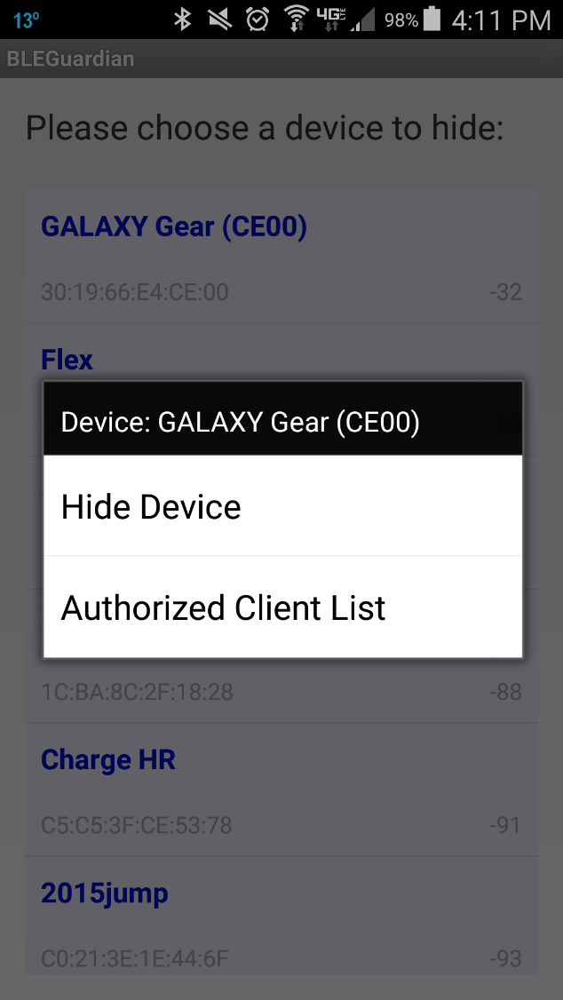 13°
4G LTE
98%
4:11 PM
BLEGuardian
Please choose a device to hide:
GALAXY Gear (CE00)
30:19:66:E4:CE:00 -32
Flex
Device: GALAXY Gear (CE00)
Hide Device
Authorized Client List
1C:BA:8C:2F:18:28 -88
Charge HR
C5:C5:3F:CE:53:78 -91
2015jump
C0:21:3E:1E:44:6F -93